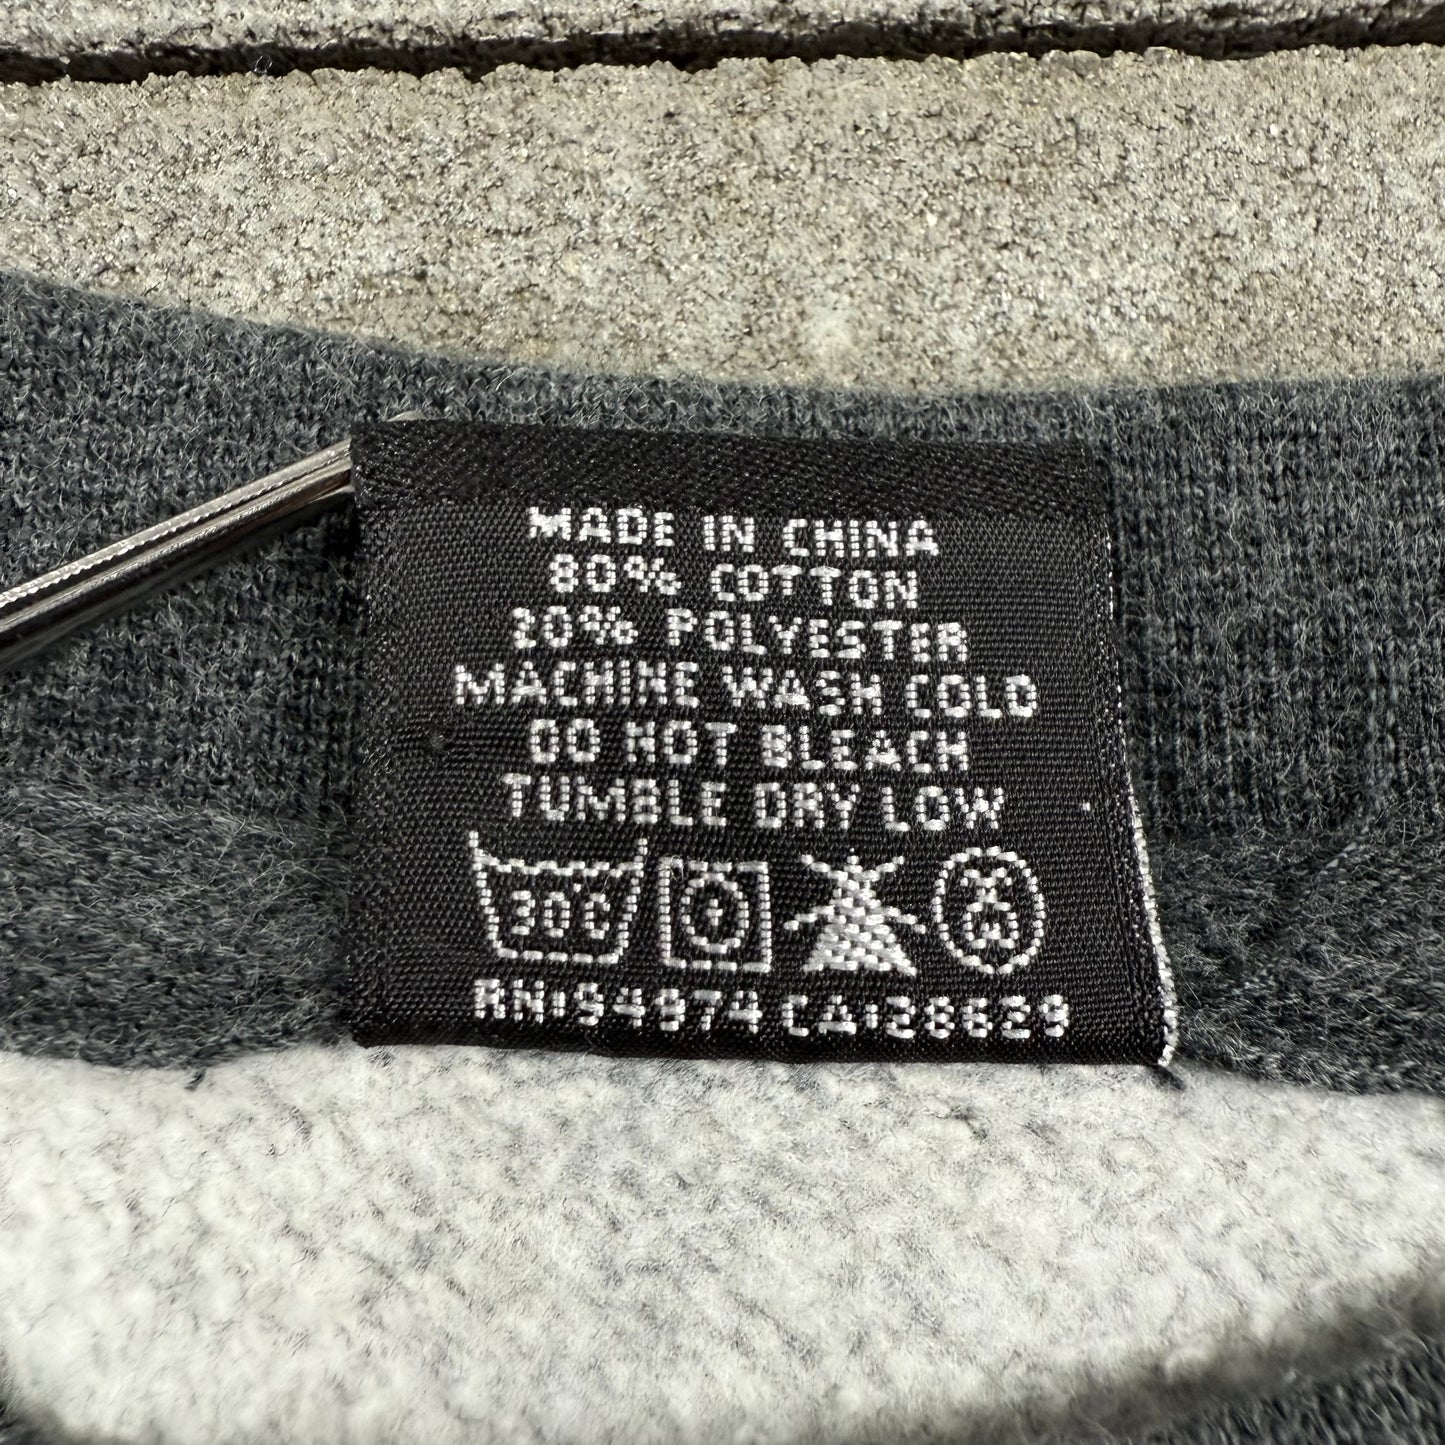 MADE IN CHINA
80% COTTON
20% POLYESTER
MACHINE WASH COLD
DO NOT BLEACH
TUMBLE DRY LOW
30°C
RN:94974 CA:28629